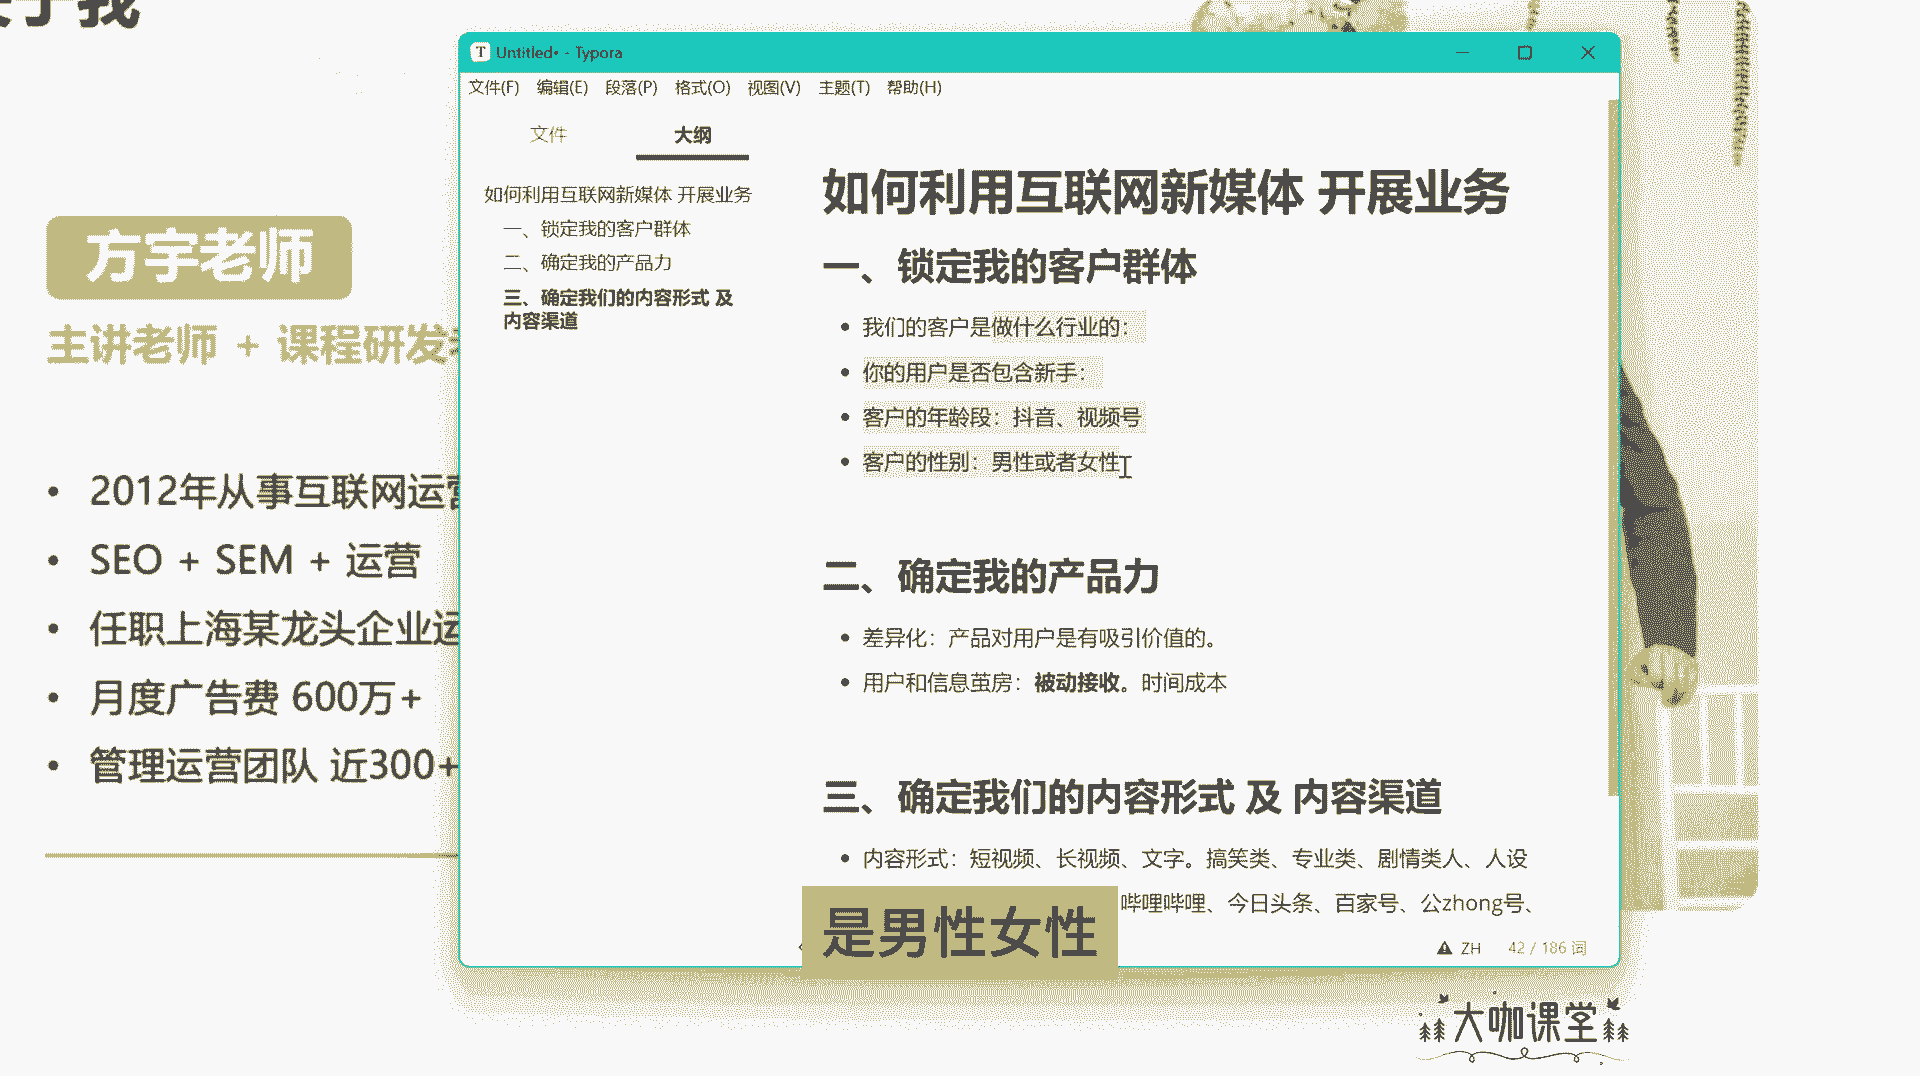 我
方宇老师
主讲老师 + 课程研发
2012年从事互联网运营
SEO + SEM + 运营
任职上海某龙头企业运
月度广告费 600万+
管理运营团队 近300+
T Untitled• - Typora
文件(F) 编辑(E) 段落(P) 格式(O) 视图(V) 主题(T) 帮助(H)
文件 大纲
如何利用互联网新媒体 开展业务
一、锁定我的客户群体
二、确定我的产品力
三、确定我们的内容形式 及
内容渠道
如何利用互联网新媒体 开展业务
一、锁定我的客户群体
我们的客户是做什么行业的：
你的用户是否包含新手：
客户的年龄段：抖音、视频号
客户的性别：男性或者女性
二、确定我的产品力
差异化：产品对用户是有吸引价值的。
用户和信息茧房：被动接收。时间成本
三、确定我们的内容形式 及 内容渠道
内容形式：短视频、长视频、文字。搞笑类、专业类、剧情类人、人设
哔哩哔哩、今日头条、百家号、公zhong号、
ZH 42 / 186 词
是男性女性
大咖课堂